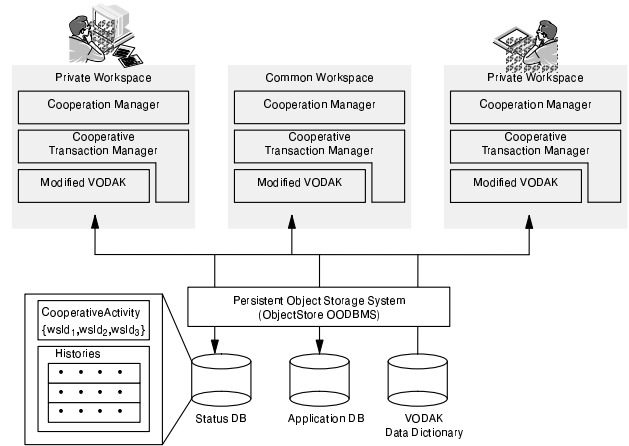 Private Workspace
Common Workspace
Private Workspace
Cooperation Manager
Cooperation Manager
Cooperation Manager
Cooperative
Transaction Manager
Cooperative
Transaction Manager
Cooperative
Transaction Manager
Modified VODAK
Modified VODAK
Modified VODAK
Persistent Object Storage System
(ObjectStore OODBMS)
CooperativeActivity
{wsId1,wsId2,wsId3}
Histories
Status DB
Application DB
VODAK
Data Dictionary